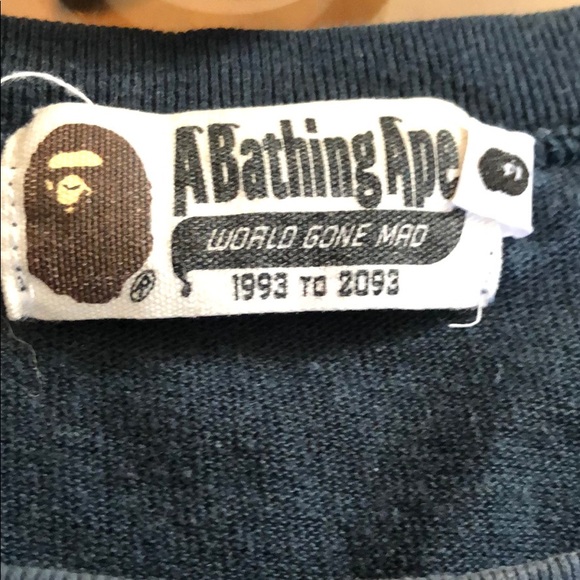 ABathingApe
WORLD GONE MAD
1993 TO 2093
®